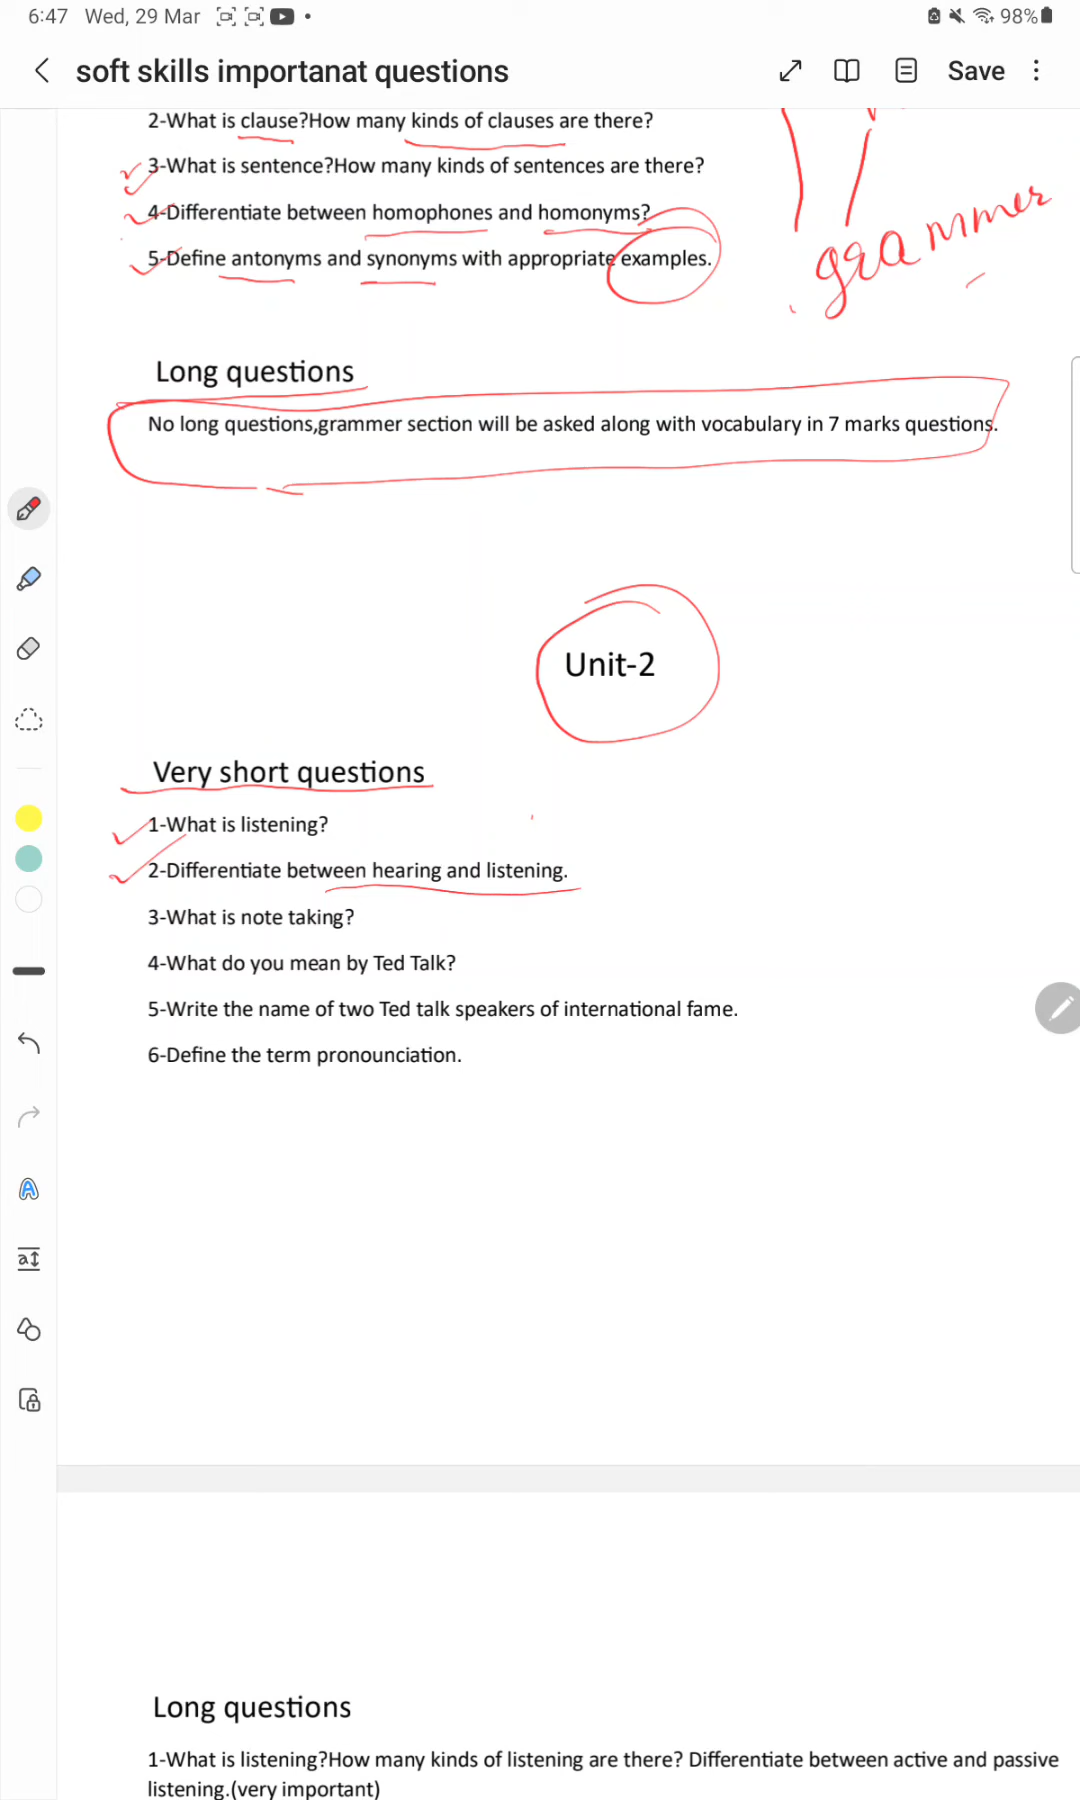 6:47 Wed, 29 Mar
98%
soft skills importanat questions
Save
2-What is clause?How many kinds of clauses are there?
3-What is sentence?How many kinds of sentences are there?
4-Differentiate between homophones and homonyms?
5-Define antonyms and synonyms with appropriate examples.
grammer
Long questions
No long questions,grammer section will be asked along with vocabulary in 7 marks questions.
Unit-2
Very short questions
1-What is listening?
2-Differentiate between hearing and listening.
3-What is note taking?
4-What do you mean by Ted Talk?
5-Write the name of two Ted talk speakers of international fame.
6-Define the term pronounciation.
Long questions
1-What is listening?How many kinds of listening are there? Differentiate between active and passive
listening.(very important)